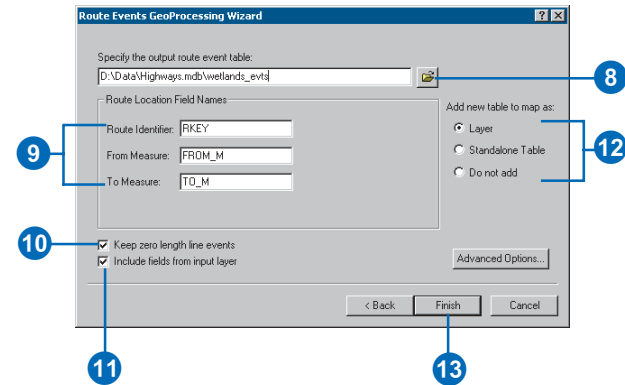 Route Events GeoProcessing Wizard
Specify the output route event table:
D:\Data\Highways.mdb\wetlands_evts
8
Route Location Field Names
Add new table to map as:
Route Identifier: RKEY
Layer
9
From Measure: FROM_M
Standalone Table
12
To Measure: TO_M
Do not add
10
Keep zero length line events
Include fields from input layer
Advanced Options...
< Back
Finish
Cancel
11
13